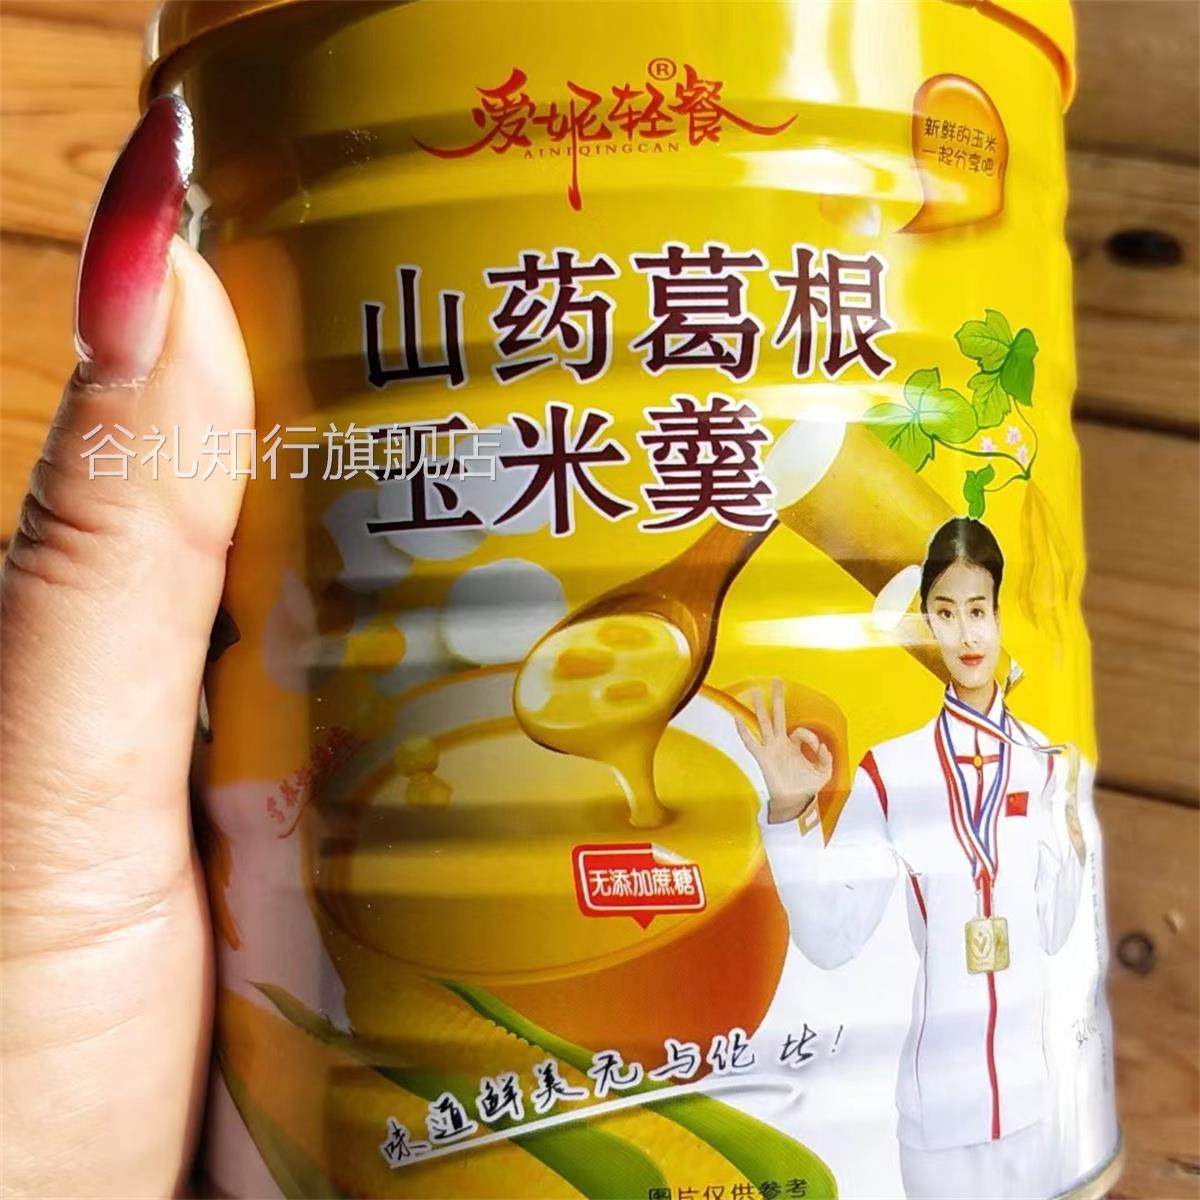 爱妮轻餐®
AINIQINGCAN
新鲜的玉米
一起分享吧!
山药葛根
玉米羹
谷礼知行旗舰店
无添加蔗糖
味道鲜美无与伦比!
图片仅供参考